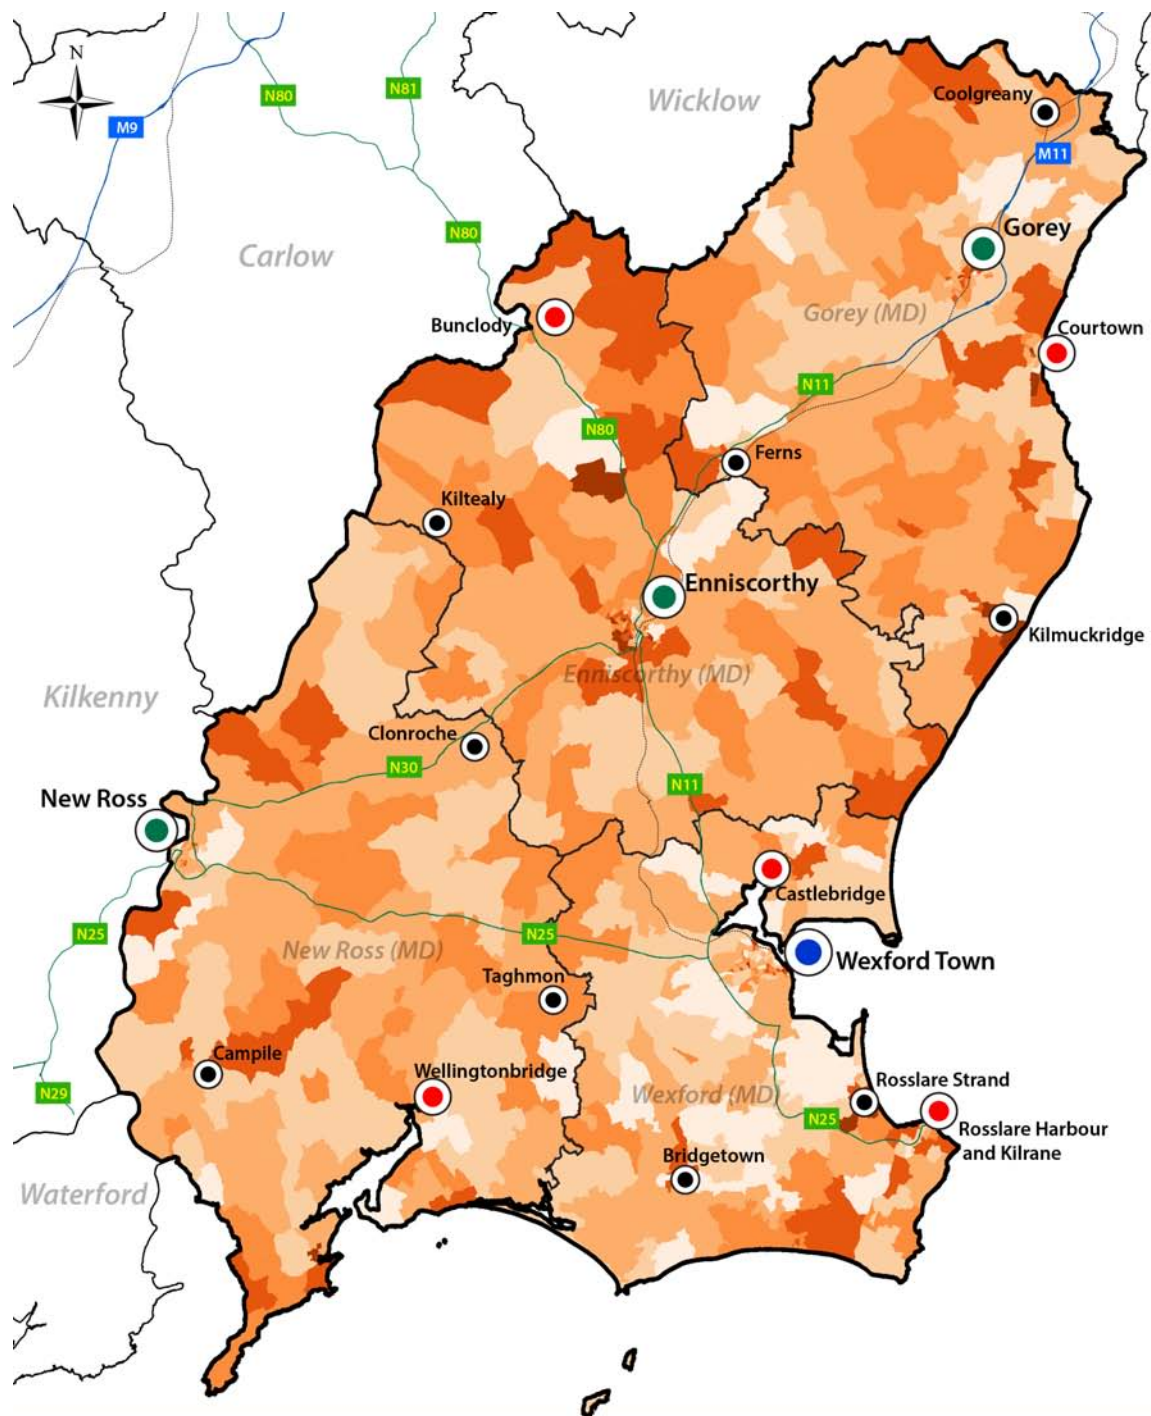 N
N80
N81
Wicklow
Coolgreany
M9
M11
N80
Gorey
Carlow
Gorey (MD)
Bunclody
Courtown
N11
N80
Ferns
Kiltealy
Enniscorthy
Kilmuckridge
Enniscorthy (MD)
Kilkenny
Clonroche
N30
N11
New Ross
Castlebridge
N25
N25
New Ross (MD)
Wexford Town
Taghmon
Campile
Wellingtonbridge
Rosslare Strand
N29
Wexford (MD)
N25
Rosslare Harbour
and Kilrane
Bridgetown
Waterford